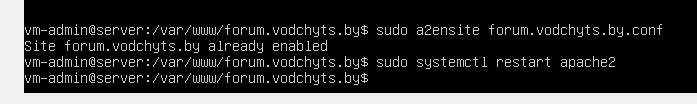 vm-admin@server:/var/www/forum.vodchyts.by$ sudo a2ensite forum.vodchyts.by.conf
Site forum.vodchyts.by already enabled
vm-admin@server:/var/www/forum.vodchyts.by$ sudo systemctl restart apache2
vm-admin@server:/var/www/forum.vodchyts.by$